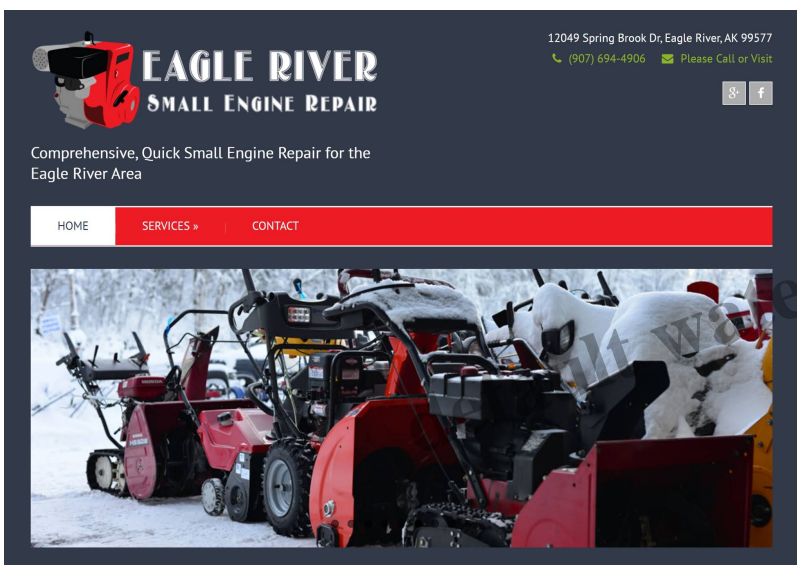 12049 Spring Brook Dr, Eagle River, AK 99577
(907) 694-4906 Please Call or Visit
EAGLE RIVER
SMALL ENGINE REPAIR
g+ f
Comprehensive, Quick Small Engine Repair for the
Eagle River Area
HOME SERVICES » CONTACT
HONDA